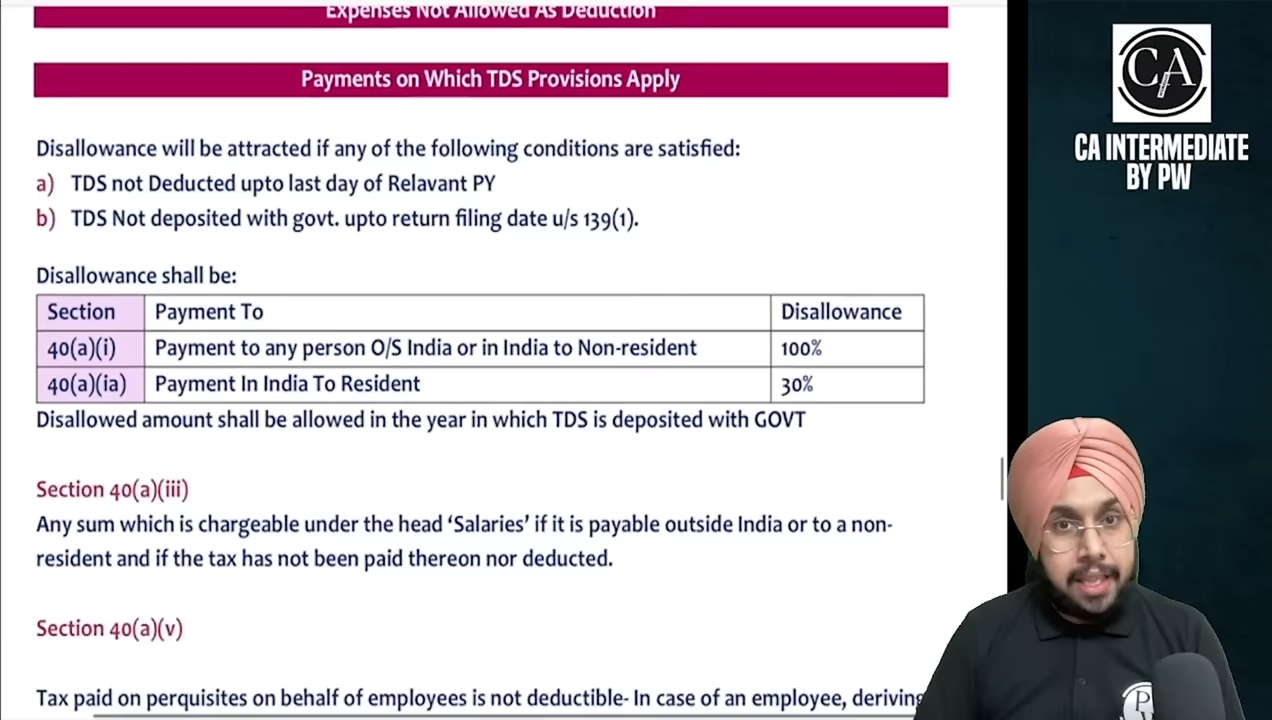 Expenses Not Allowed As Deduction
Payments on Which TDS Provisions Apply
Disallowance will be attracted if any of the following conditions are satisfied:
a) TDS not Deducted upto last day of Relavant PY
b) TDS Not deposited with govt. upto return filing date u/s 139(1).
Disallowance shall be:
Section Payment To Disallowance
40(a)(i) Payment to any person O/S India or in India to Non-resident 100%
40(a)(ia) Payment In India To Resident 30%
Disallowed amount shall be allowed in the year in which TDS is deposited with GOVT
Section 40(a)(iii)
Any sum which is chargeable under the head ‘Salaries’ if it is payable outside India or to a non-
resident and if the tax has not been paid thereon nor deducted.
Section 40(a)(v)
Tax paid on perquisites on behalf of employees is not deductible- In case of an employee, deriving
CA
CA INTERMEDIATE
BY PW
P